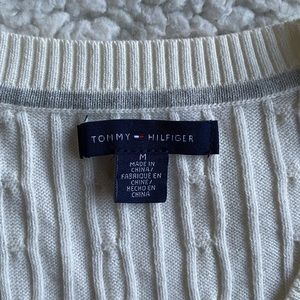 TOMMY HILFIGER
M
MADE IN
CHINA/
FABRIQUÉ EN
CHINE/
HECHO EN
CHINA